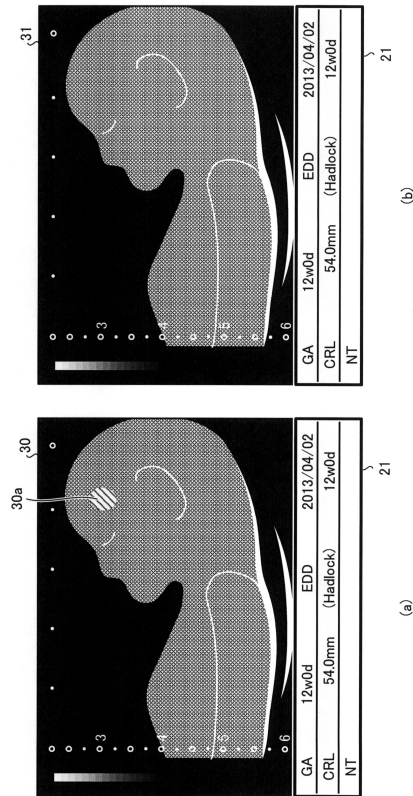 30
30a
3
4
5
6
GA 12w0d EDD 2013/04/02
CRL 54.0mm (Hadlock) 12w0d
NT
21
(a)
31
3
4
5
6
GA 12w0d EDD 2013/04/02
CRL 54.0mm (Hadlock) 12w0d
NT
21
(b)